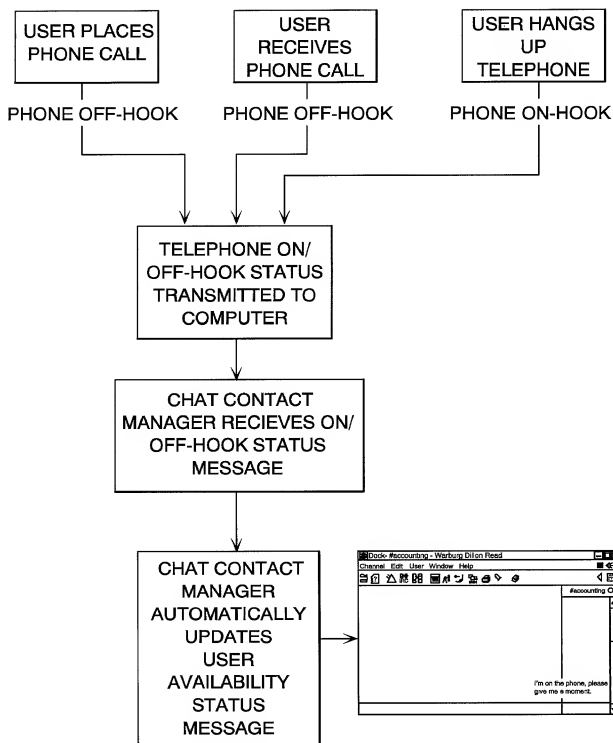 USER PLACES
PHONE CALL
USER
RECEIVES
PHONE CALL
USER HANGS
UP
TELEPHONE
PHONE OFF-HOOK
PHONE OFF-HOOK
PHONE ON-HOOK
TELEPHONE ON/
OFF-HOOK STATUS
TRANSMITTED TO
COMPUTER
CHAT CONTACT
MANAGER RECIEVES ON/
OFF-HOOK STATUS
MESSAGE
CHAT CONTACT
MANAGER
AUTOMATICALLY
UPDATES
USER
AVAILABILITY
STATUS
MESSAGE
Dock- #accounting - Warburg Dillon Read
Channel Edit User Window Help
#accounting
I'm on the phone, please
give me a moment.